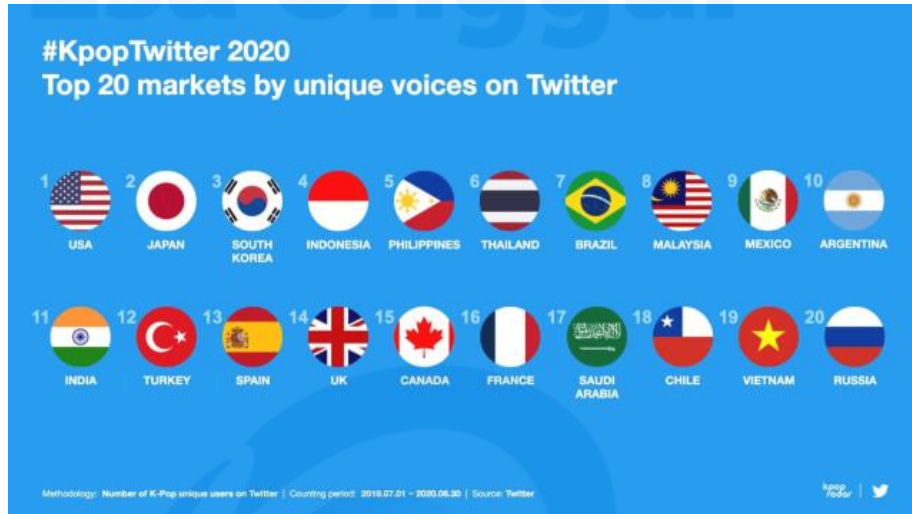 Esa Unggul
#KpopTwitter 2020
Top 20 markets by unique voices on Twitter
1 2 3 4 5 6 7 8 9 10
USA JAPAN SOUTH KOREA INDONESIA PHILIPPINES THAILAND BRAZIL MALAYSIA MEXICO ARGENTINA
11 12 13 14 15 16 17 18 19 20
INDIA TURKEY SPAIN UK CANADA FRANCE SAUDI ARABIA CHILE VIETNAM RUSSIA
Methodology: Number of K-Pop unique users on Twitter | Counting period: 2019.07.01 ~ 2020.06.30 | Source: Twitter
kpop
radar